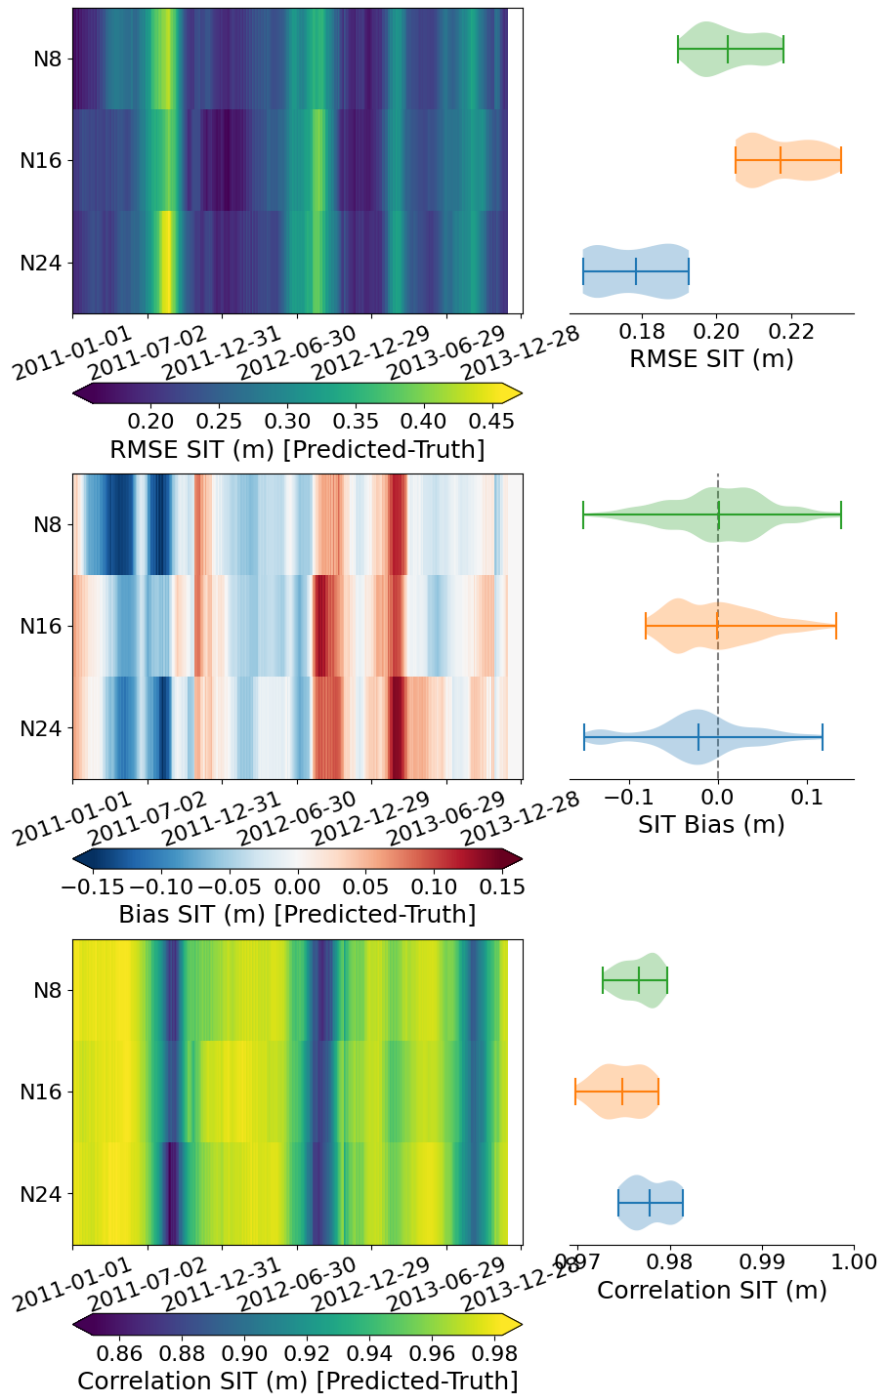 N8
N16
N24
2011-01-01
2011-07-02
2011-12-31
2012-06-30
2012-12-29
2013-06-29
2013-12-28
0.20 0.25 0.30 0.35 0.40 0.45
RMSE SIT (m) [Predicted-Truth]
0.18 0.20 0.22
RMSE SIT (m)
N8
N16
N24
2011-01-01
2011-07-02
2011-12-31
2012-06-30
2012-12-29
2013-06-29
2013-12-28
−0.15 −0.10 −0.05 0.00 0.05 0.10 0.15
Bias SIT (m) [Predicted-Truth]
−0.1 0.0 0.1
SIT Bias (m)
N8
N16
N24
2011-01-01
2011-07-02
2011-12-31
2012-06-30
2012-12-29
2013-06-29
2013-12-28
0.86 0.88 0.90 0.92 0.94 0.96 0.98
Correlation SIT (m) [Predicted-Truth]
0.97 0.98 0.99 1.00
Correlation SIT (m)